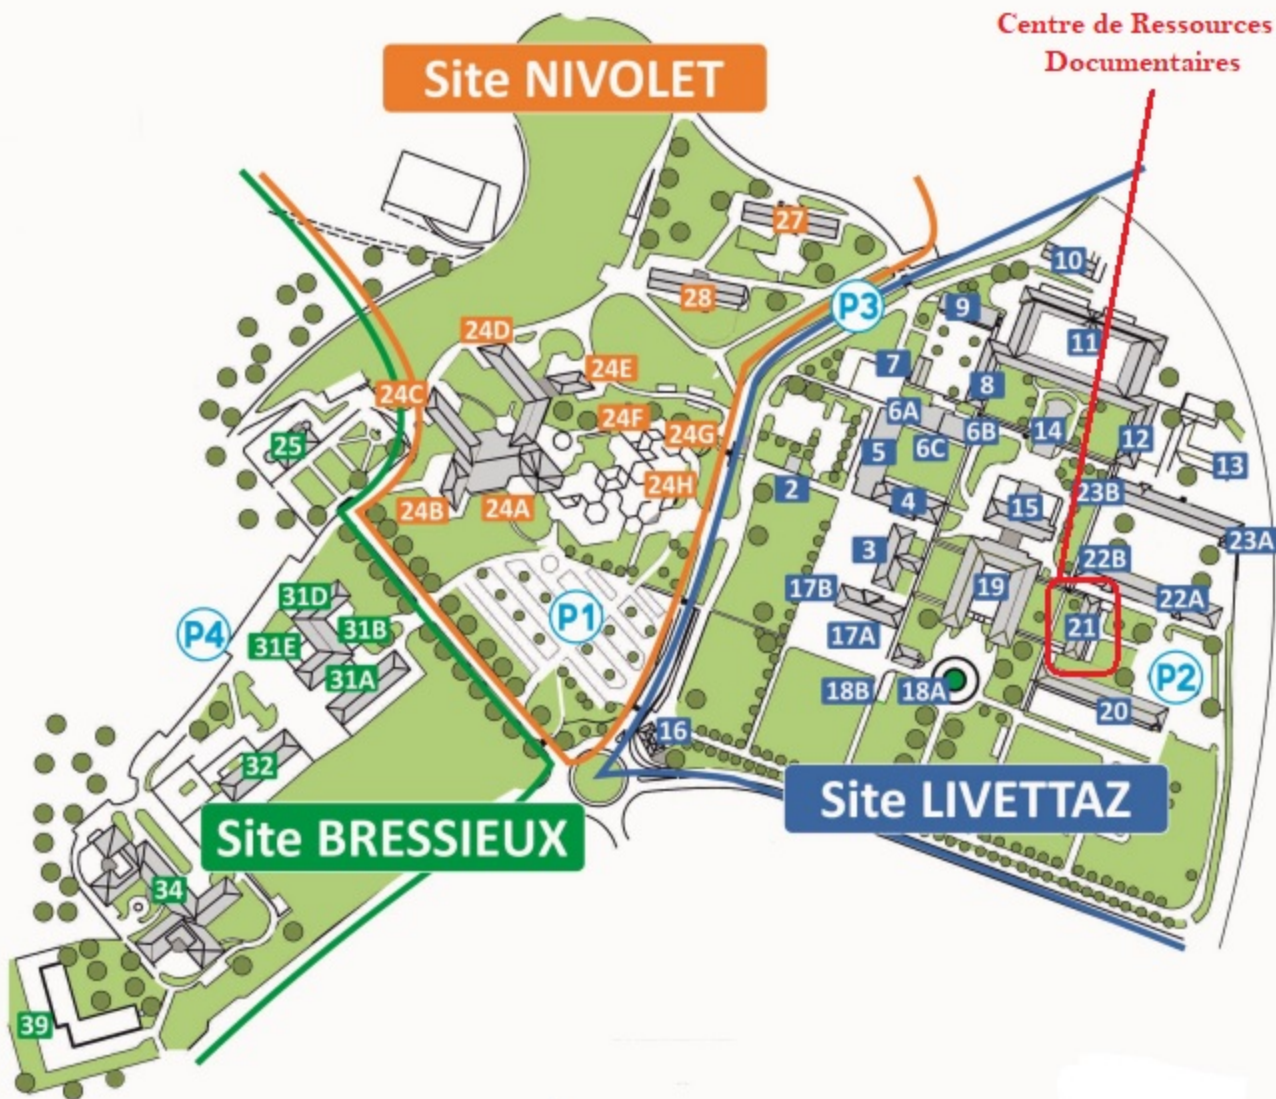 Centre de Ressources
Documentaires
Site NIVOLET
27
10
28
P3
9
11
24D
24E
7
8
24C
24F
6A
24G
6B
14
12
25
5
6C
13
24H
2
23B
24B
24A
4
15
23A
3
22B
31D
17B
19
22A
P1
P4
31B
21
31E
17A
31A
18B
18A
P2
20
16
32
Site LIVETTAZ
Site BRESSIEUX
34
39